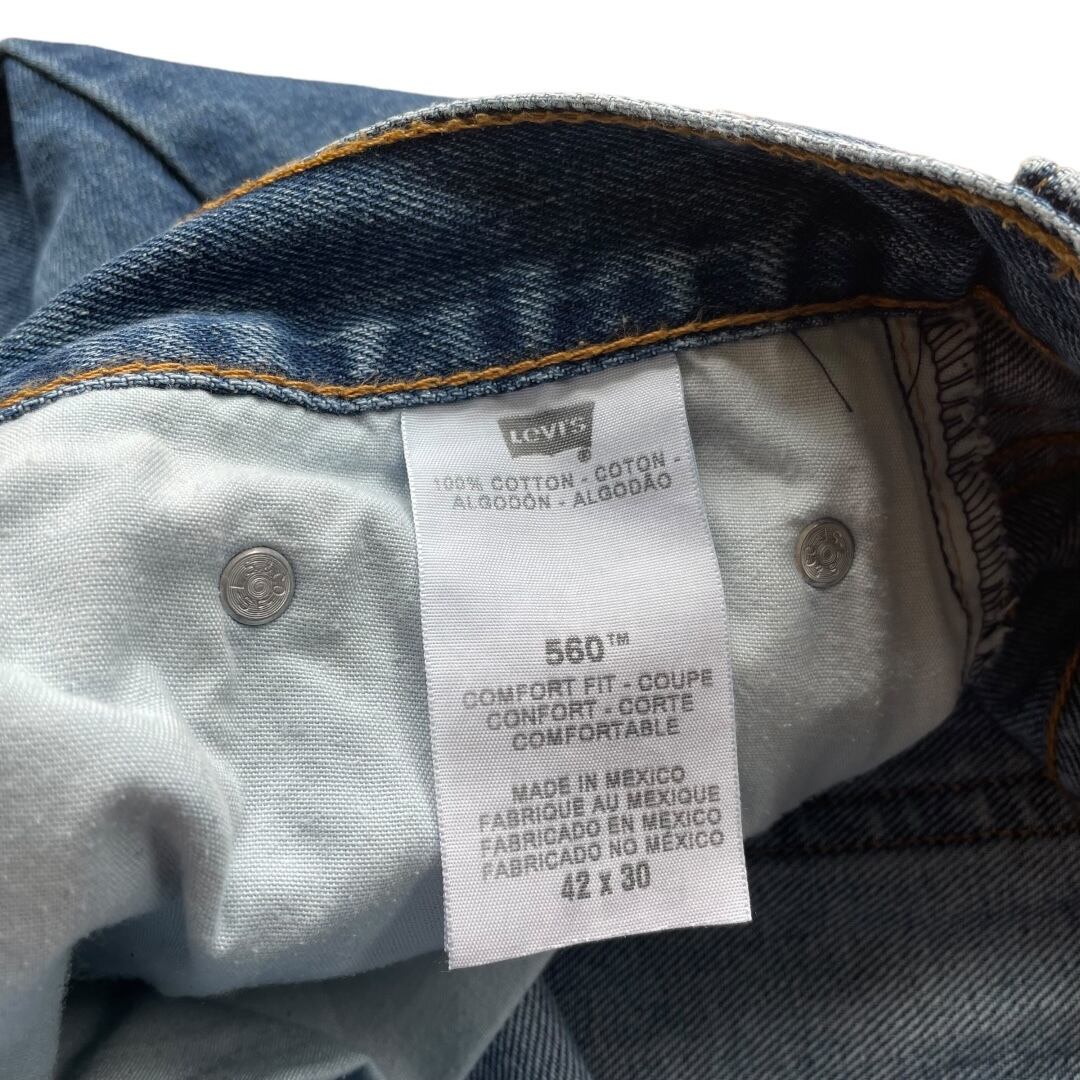 Levi's
®
100% COTTON - COTON -
ALGODÓN - ALGODÃO
560™
COMFORT FIT - COUPE
CONFORT - CORTE
COMFORTABLE
MADE IN MEXICO
FABRIQUE AU MEXIQUE
FABRICADO EN MEXICO
FABRICADO NO MÉXICO
42 x 30